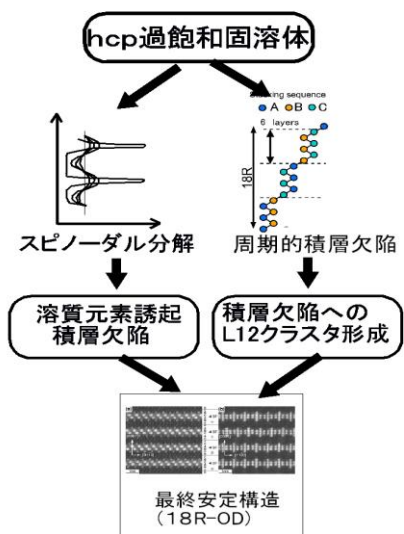 hcp過飽和固溶体
stacking sequence
A B C
6 layers
18R
スピノーダル分解
周期的積層欠陥
溶質元素誘起
積層欠陥
積層欠陥への
L12クラスタ形成
最終安定構造
(18R-OD)